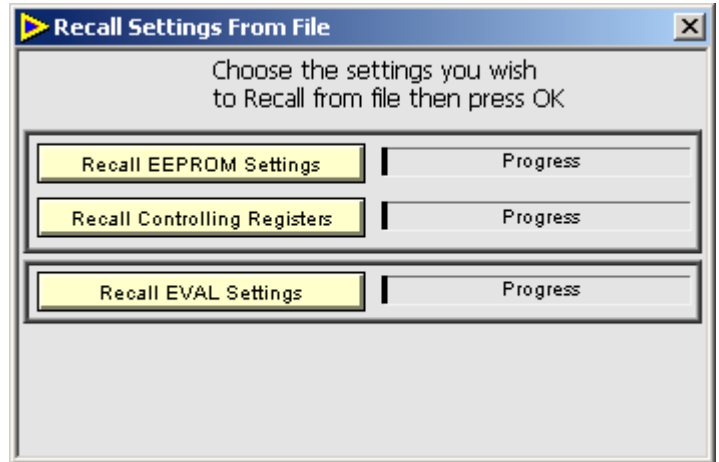 Recall Settings From File
Choose the settings you wish
to Recall from file then press OK
Recall EEPROM Settings Progress
Recall Controlling Registers Progress
Recall EVAL Settings Progress